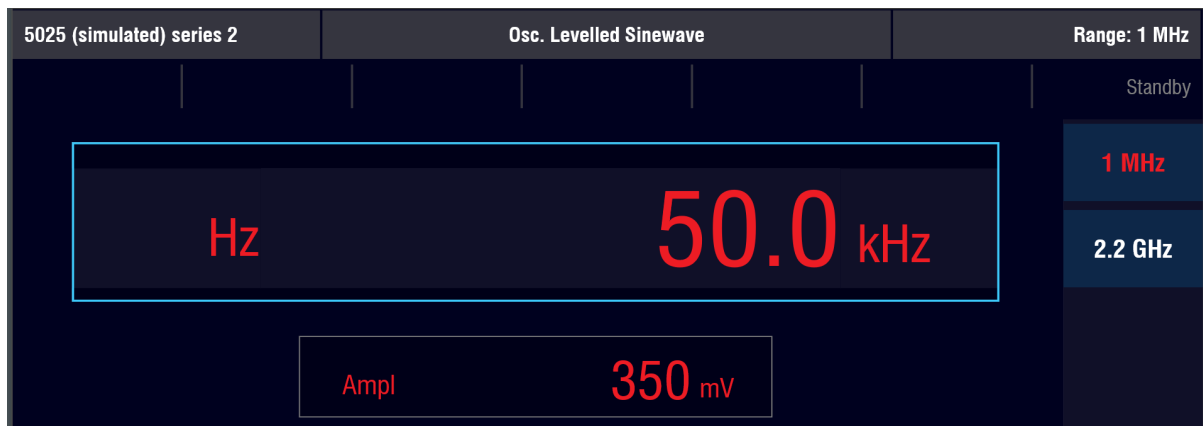 5025 (simulated) series 2 Osc. Levelled Sinewave Range: 1 MHz
Standby
1 MHz
Hz 50.0 kHz
2.2 GHz
Ampl 350 mV